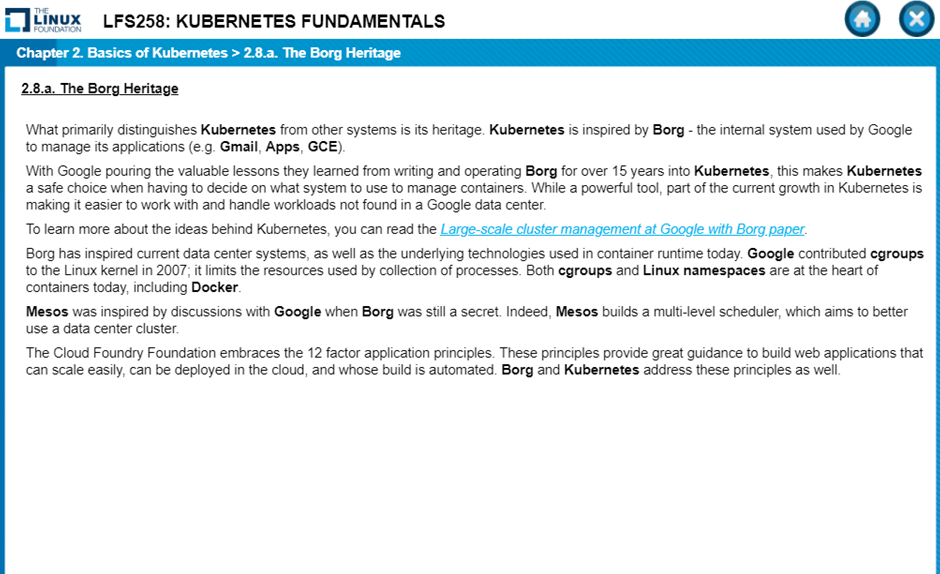 THE
LINUX
FOUNDATION
LFS258: KUBERNETES FUNDAMENTALS
Chapter 2. Basics of Kubernetes > 2.8.a. The Borg Heritage
2.8.a. The Borg Heritage
What primarily distinguishes Kubernetes from other systems is its heritage. Kubernetes is inspired by Borg - the internal system used by Google
to manage its applications (e.g. Gmail, Apps, GCE).
With Google pouring the valuable lessons they learned from writing and operating Borg for over 15 years into Kubernetes, this makes Kubernetes
a safe choice when having to decide on what system to use to manage containers. While a powerful tool, part of the current growth in Kubernetes is
making it easier to work with and handle workloads not found in a Google data center.
To learn more about the ideas behind Kubernetes, you can read the Large-scale cluster management at Google with Borg paper.
Borg has inspired current data center systems, as well as the underlying technologies used in container runtime today. Google contributed cgroups
to the Linux kernel in 2007; it limits the resources used by collection of processes. Both cgroups and Linux namespaces are at the heart of
containers today, including Docker.
Mesos was inspired by discussions with Google when Borg was still a secret. Indeed, Mesos builds a multi-level scheduler, which aims to better
use a data center cluster.
The Cloud Foundry Foundation embraces the 12 factor application principles. These principles provide great guidance to build web applications that
can scale easily, can be deployed in the cloud, and whose build is automated. Borg and Kubernetes address these principles as well.